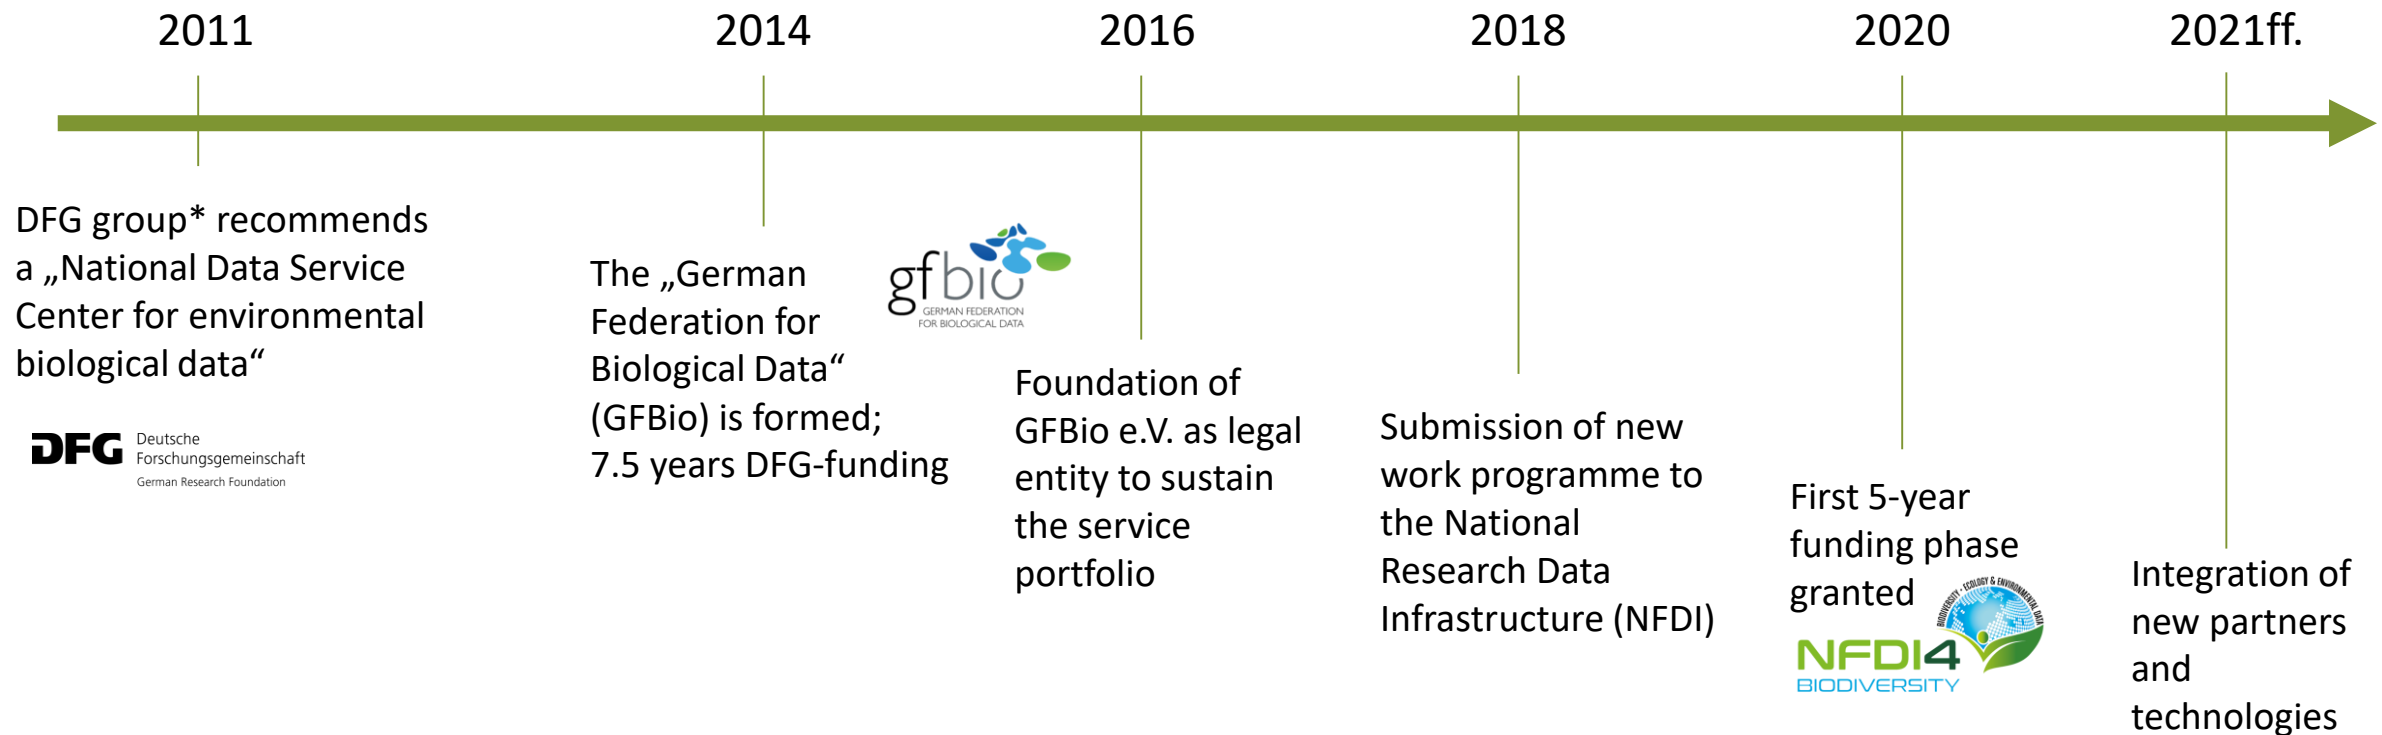 2011
2014
2016
2018
2020
2021ff.
DFG group* recommends
a „National Data Service
Center for environmental
biological data“
DFG
Deutsche
Forschungsgemeinschaft
German Research Foundation
The „German
Federation for
Biological Data“
(GFBio) is formed;
7.5 years DFG-funding
gfbio
GERMAN FEDERATION
FOR BIOLOGICAL DATA
Foundation of
GFBio e.V. as legal
entity to sustain
the service
portfolio
Submission of new
work programme to
the National
Research Data
Infrastructure (NFDI)
First 5-year
funding phase
granted
BIODIVERSITY · ECOLOGY & ENVIRONMENTAL DATA
NFDI4
BIODIVERSITY
Integration of
new partners
and
technologies